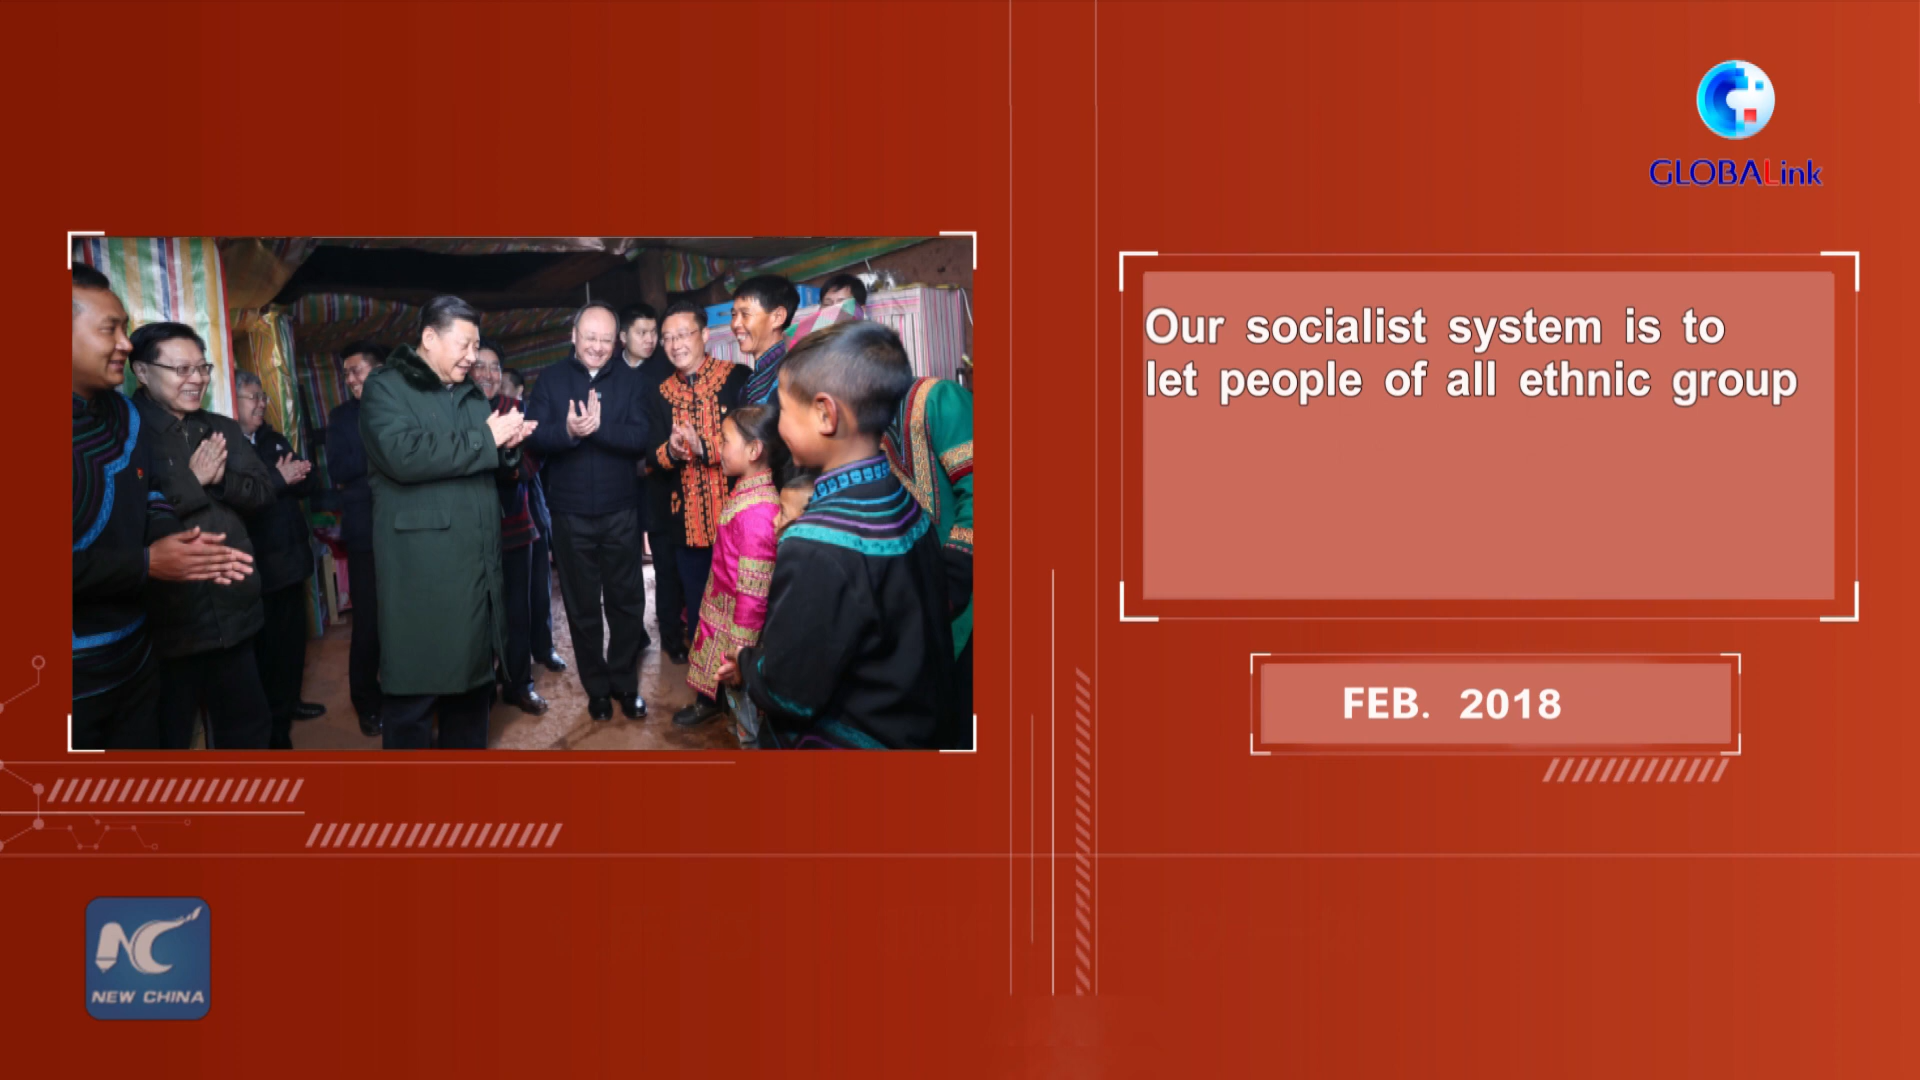 GLOBALink
Our socialist system is to
let people of all ethnic group
FEB. 2018
NEW CHINA